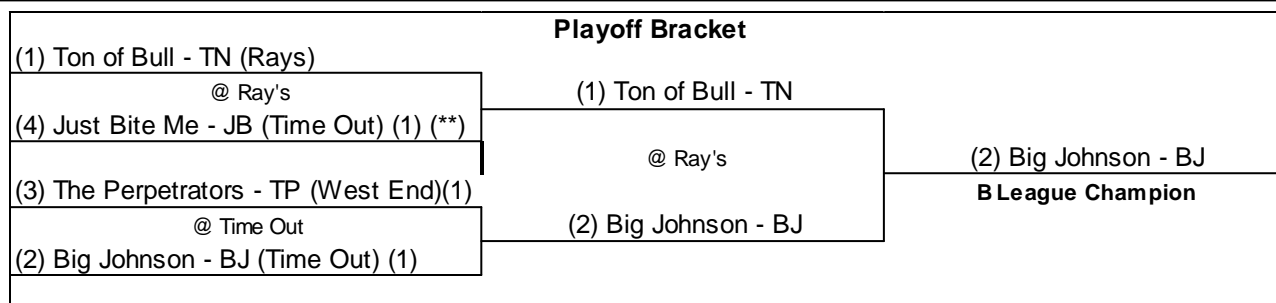 Playoff Bracket
(1) Ton of Bull - TN (Rays)
@ Ray's
(1) Ton of Bull - TN
(4) Just Bite Me - JB (Time Out) (1) (**)
@ Ray's
(2) Big Johnson - BJ
(3) The Perpetrators - TP (West End)(1)
B League Champion
@ Time Out
(2) Big Johnson - BJ
(2) Big Johnson - BJ (Time Out) (1)